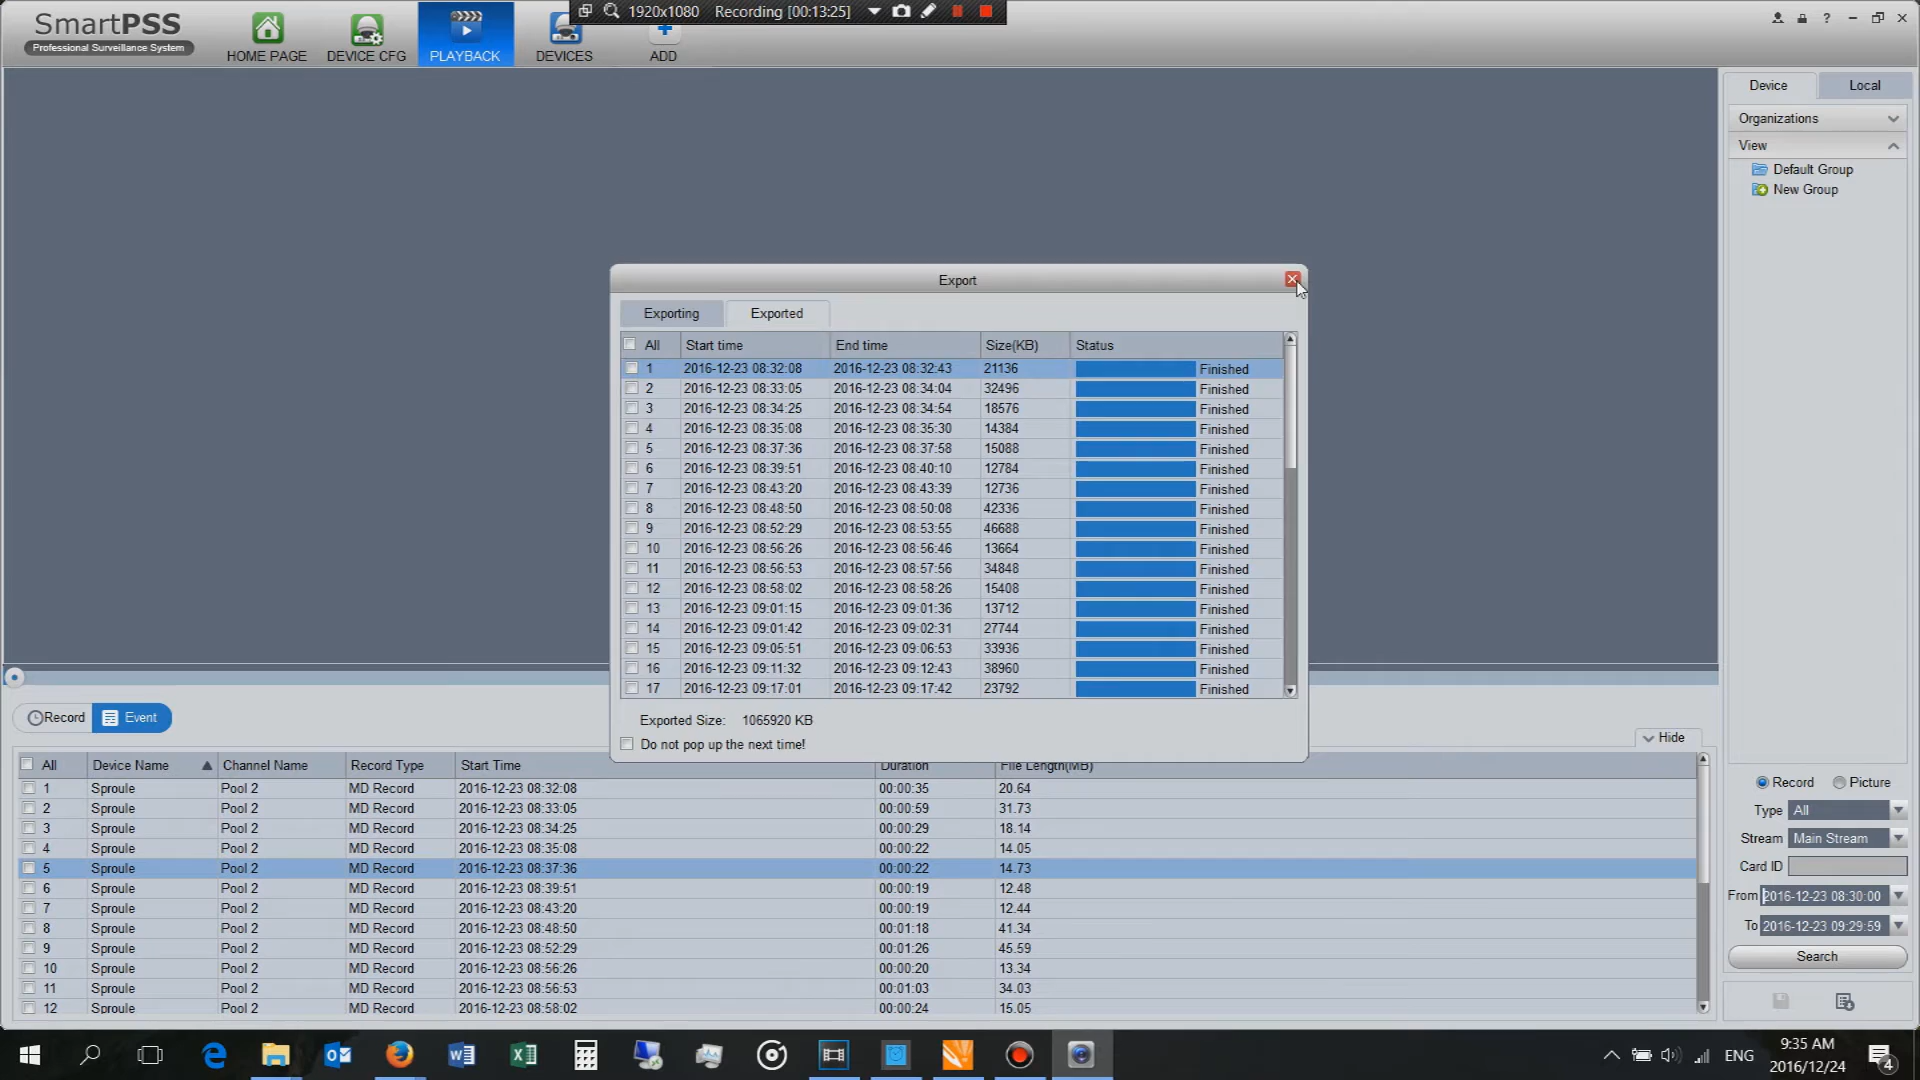 1920x1080 Recording [00:13:25]
SmartPSS
Professional Surveillance System
HOME PAGE DEVICE CFG PLAYBACK DEVICES ADD
?
Device Local
Organizations
View
Default Group
New Group
Export
Exporting Exported
All Start time End time Size(KB) Status
1 2016-12-23 08:32:08 2016-12-23 08:32:43 21136 Finished
2 2016-12-23 08:33:05 2016-12-23 08:34:04 32496 Finished
3 2016-12-23 08:34:25 2016-12-23 08:34:54 18576 Finished
4 2016-12-23 08:35:08 2016-12-23 08:35:30 14384 Finished
5 2016-12-23 08:37:36 2016-12-23 08:37:58 15088 Finished
6 2016-12-23 08:39:51 2016-12-23 08:40:10 12784 Finished
7 2016-12-23 08:43:20 2016-12-23 08:43:39 12736 Finished
8 2016-12-23 08:48:50 2016-12-23 08:50:08 42336 Finished
9 2016-12-23 08:52:29 2016-12-23 08:53:55 46688 Finished
10 2016-12-23 08:56:26 2016-12-23 08:56:46 13664 Finished
11 2016-12-23 08:56:53 2016-12-23 08:57:56 34848 Finished
12 2016-12-23 08:58:02 2016-12-23 08:58:26 15408 Finished
13 2016-12-23 09:01:15 2016-12-23 09:01:36 13712 Finished
14 2016-12-23 09:01:42 2016-12-23 09:02:31 27744 Finished
15 2016-12-23 09:05:51 2016-12-23 09:06:53 33936 Finished
16 2016-12-23 09:11:32 2016-12-23 09:12:43 38960 Finished
17 2016-12-23 09:17:01 2016-12-23 09:17:42 23792 Finished
Exported Size: 1065920 KB
Do not pop up the next time!
Record Event
Hide
All Device Name Channel Name Record Type Start Time Duration File Length(MB)
1 Sproule Pool 2 MD Record 2016-12-23 08:32:08 00:00:35 20.64
2 Sproule Pool 2 MD Record 2016-12-23 08:33:05 00:00:59 31.73
3 Sproule Pool 2 MD Record 2016-12-23 08:34:25 00:00:29 18.14
4 Sproule Pool 2 MD Record 2016-12-23 08:35:08 00:00:22 14.05
5 Sproule Pool 2 MD Record 2016-12-23 08:37:36 00:00:22 14.73
6 Sproule Pool 2 MD Record 2016-12-23 08:39:51 00:00:19 12.48
7 Sproule Pool 2 MD Record 2016-12-23 08:43:20 00:00:19 12.44
8 Sproule Pool 2 MD Record 2016-12-23 08:48:50 00:01:18 41.34
9 Sproule Pool 2 MD Record 2016-12-23 08:52:29 00:01:26 45.59
10 Sproule Pool 2 MD Record 2016-12-23 08:56:26 00:00:20 13.34
11 Sproule Pool 2 MD Record 2016-12-23 08:56:53 00:01:03 34.03
12 Sproule Pool 2 MD Record 2016-12-23 08:58:02 00:00:24 15.05
Record Picture
Type All
Stream Main Stream
Card ID
From 2016-12-23 08:30:00
To 2016-12-23 09:29:59
Search
ENG
9:35 AM
2016/12/24
4